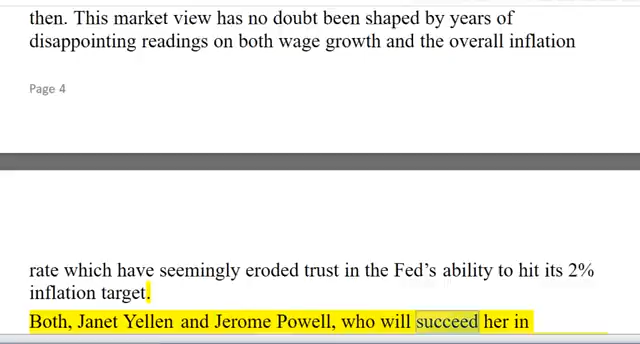 then. This market view has no doubt been shaped by years of
disappointing readings on both wage growth and the overall inflation
Page 4
rate which have seemingly eroded trust in the Fed’s ability to hit its 2%
inflation target.
Both, Janet Yellen and Jerome Powell, who will succeed her in